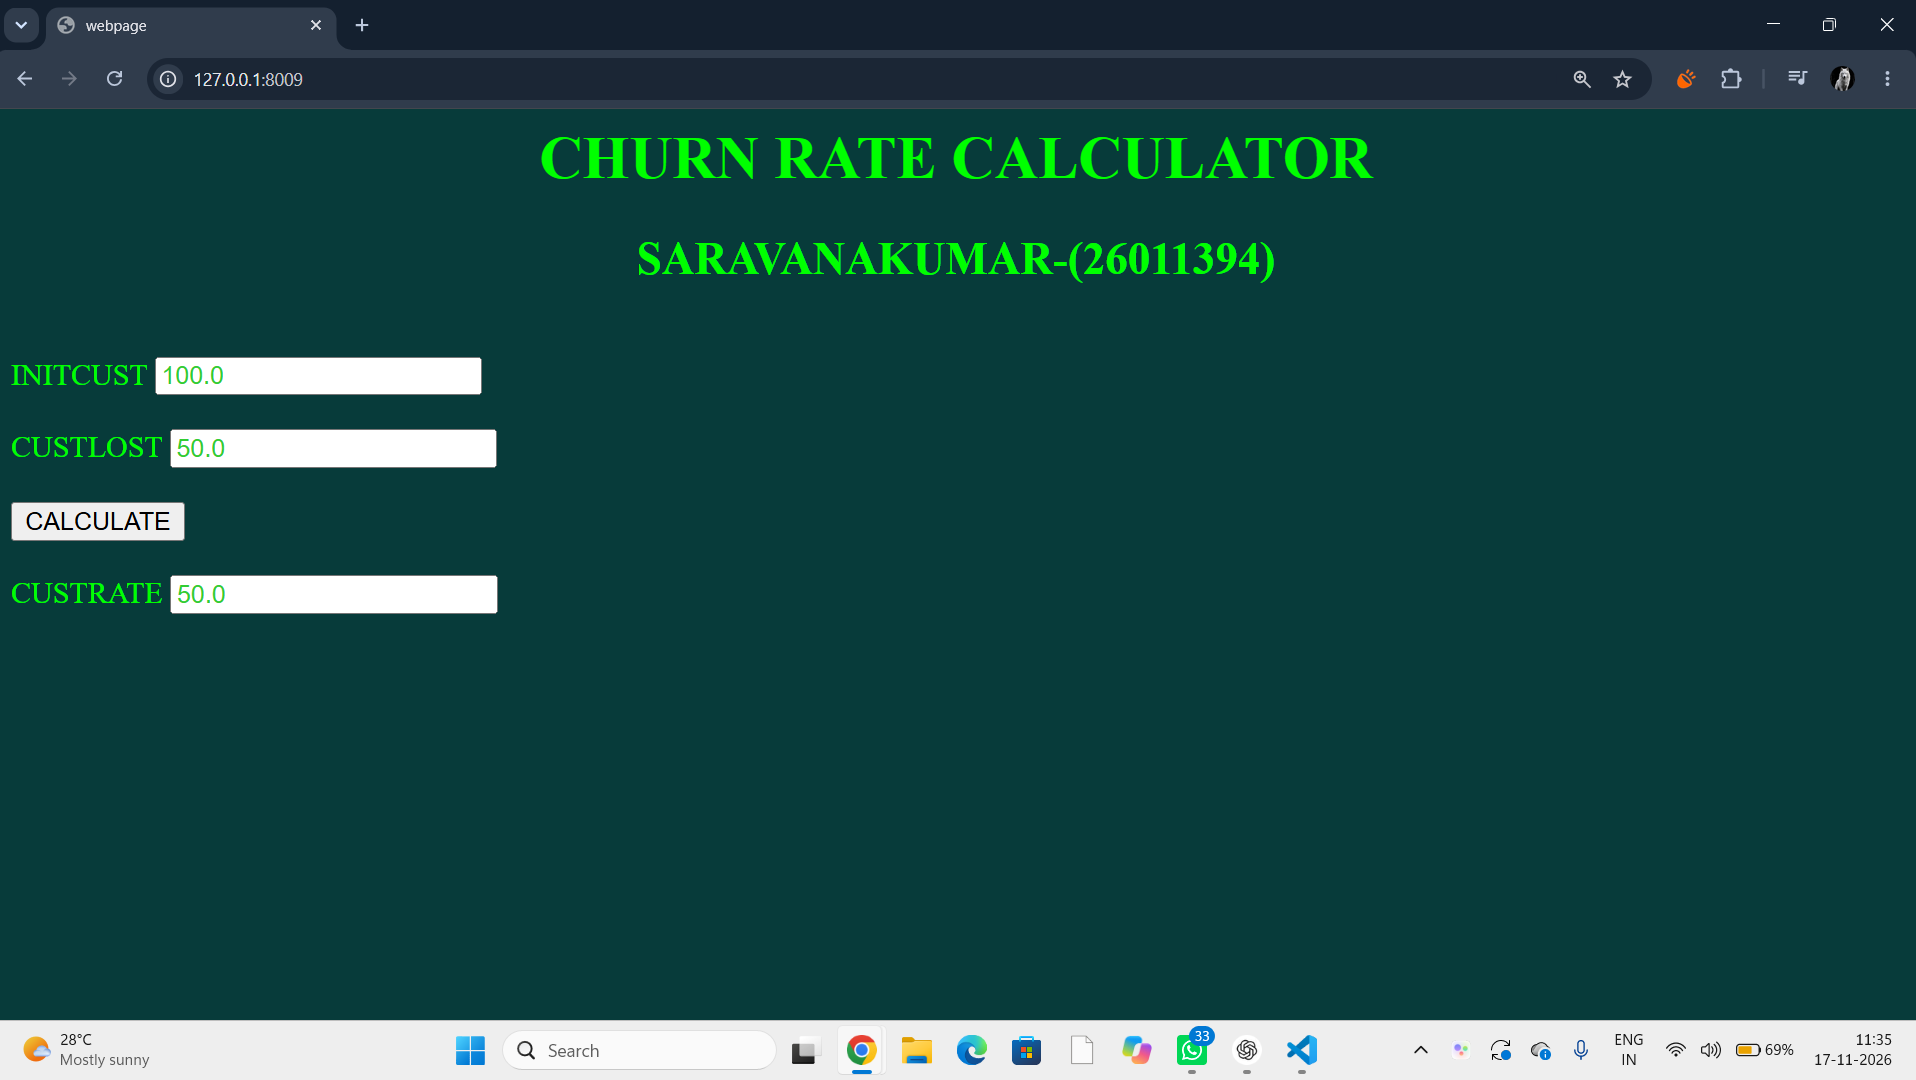 webpage
127.0.0.1:8009
CHURN RATE CALCULATOR
SARAVANAKUMAR-(26011394)
INITCUST 100.0
CUSTLOST 50.0
CALCULATE
CUSTRATE 50.0
28°C
Mostly sunny
Search
33
ENG
IN
69%
11:35
17-11-2026